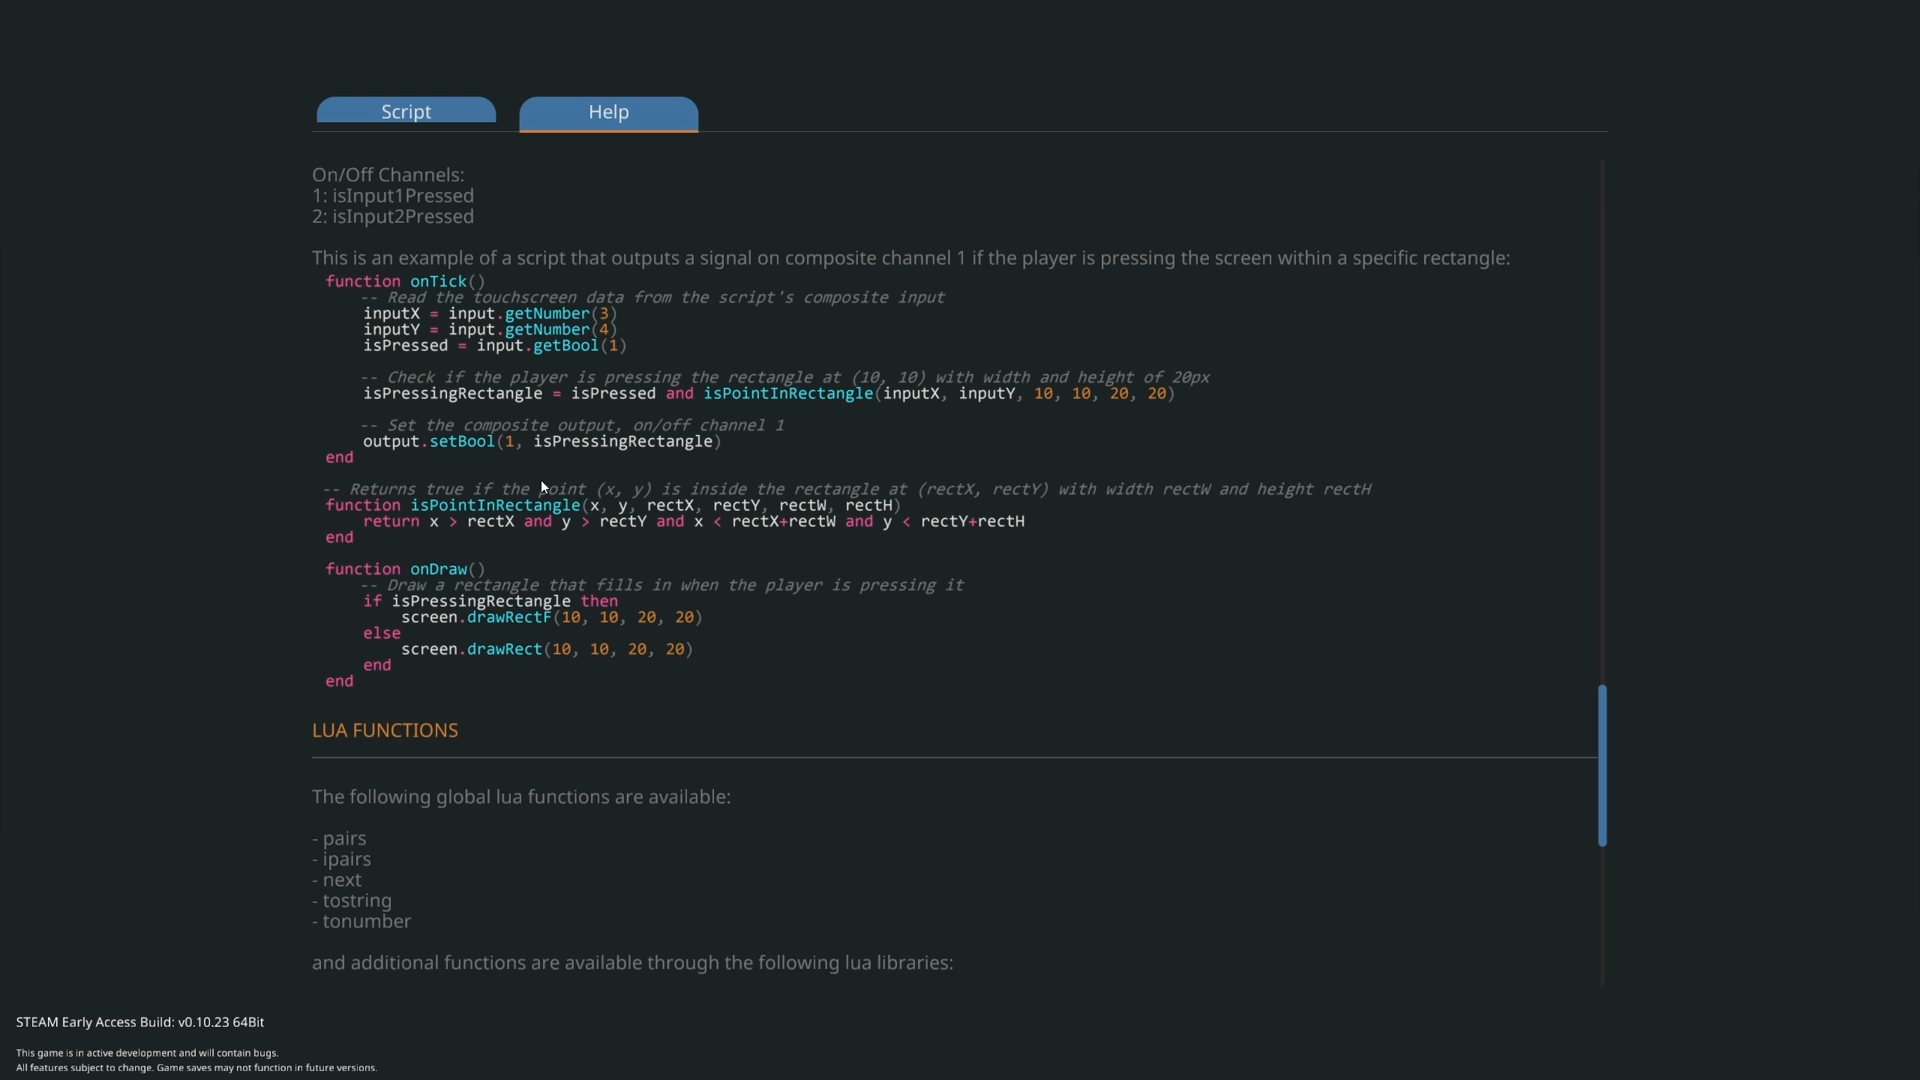 Script
Help
On/Off Channels:
1: isInput1Pressed
2: isInput2Pressed
This is an example of a script that outputs a signal on composite channel 1 if the player is pressing the screen within a specific rectangle:
function onTick()
-- Read the touchscreen data from the script's composite input
inputX = input.getNumber(3)
inputY = input.getNumber(4)
isPressed = input.getBool(1)
-- Check if the player is pressing the rectangle at (10, 10) with width and height of 20px
isPressingRectangle = isPressed and isPointInRectangle(inputX, inputY, 10, 10, 20, 20)
-- Set the composite output, on/off channel 1
output.setBool(1, isPressingRectangle)
end
-- Returns true if the point (x, y) is inside the rectangle at (rectX, rectY) with width rectW and height rectH
function isPointInRectangle(x, y, rectX, rectY, rectW, rectH)
return x > rectX and y > rectY and x < rectX+rectW and y < rectY+rectH
end
function onDraw()
-- Draw a rectangle that fills in when the player is pressing it
if isPressingRectangle then
screen.drawRectF(10, 10, 20, 20)
else
screen.drawRect(10, 10, 20, 20)
end
end
LUA FUNCTIONS
The following global lua functions are available:
- pairs
- ipairs
- next
- tostring
- tonumber
and additional functions are available through the following lua libraries:
STEAM Early Access Build: v0.10.23 64Bit
This game is in active development and will contain bugs.
All features subject to change. Game saves may not function in future versions.